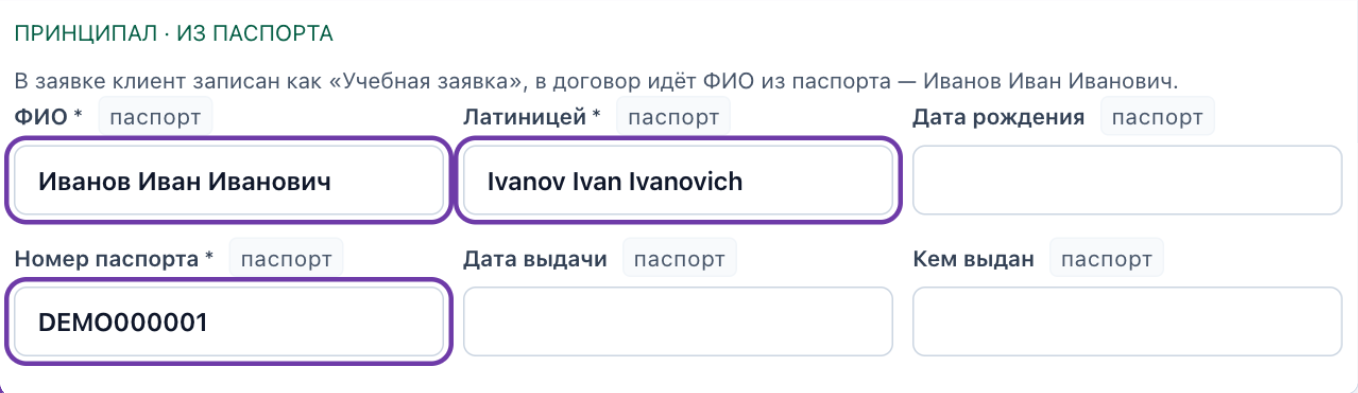 ПРИНЦИПАЛ · ИЗ ПАСПОРТА
В заявке клиент записан как «Учебная заявка», в договор идёт ФИО из паспорта — Иванов Иван Иванович.
ФИО * паспорт Латиницей * паспорт Дата рождения паспорт
Иванов Иван Иванович Ivanov Ivan Ivanovich
Номер паспорта * паспорт Дата выдачи паспорт Кем выдан паспорт
DEMO000001